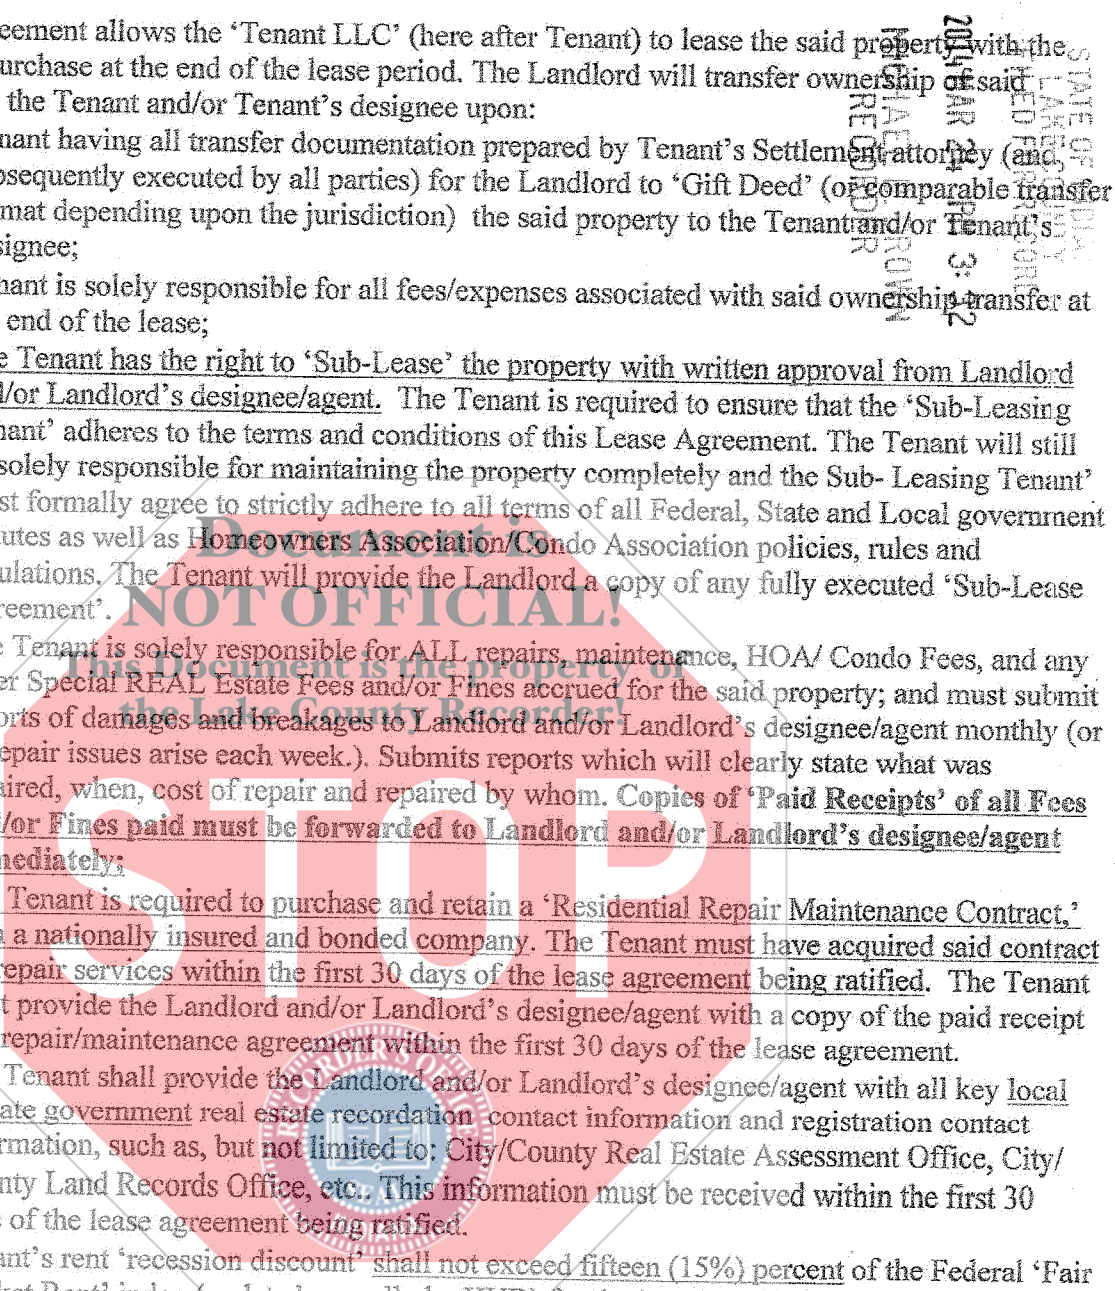 eement allows the ‘Tenant LLC’ (here after Tenant) to lease the said property with the
urchase at the end of the lease period. The Landlord will transfer ownership of said
the Tenant and/or Tenant’s designee upon:
nant having all transfer documentation prepared by Tenant’s Settlement attorney (and
bsequently executed by all parties) for the Landlord to ‘Gift Deed’ (or comparable transfer
mat depending upon the jurisdiction) the said property to the Tenant and/or Tenant’s
signee;
nant is solely responsible for all fees/expenses associated with said ownership transfer at
end of the lease;
e Tenant has the right to ‘Sub-Lease’ the property with written approval from Landlord
d/or Landlord’s designee/agent. The Tenant is required to ensure that the ‘Sub-Leasing
nant’ adheres to the terms and conditions of this Lease Agreement. The Tenant will still
solely responsible for maintaining the property completely and the Sub- Leasing Tenant’
st formally agree to strictly adhere to all terms of all Federal, State and Local government
utes as well as Homeowners Association/Condo Association policies, rules and
ulations. The Tenant will provide the Landlord a copy of any fully executed ‘Sub-Lease
reement’.
e Tenant is solely responsible for ALL repairs, maintenance, HOA/ Condo Fees, and any
er Special REAL Estate Fees and/or Fines accrued for the said property; and must submit
orts of damages and breakages to Landlord and/or Landlord’s designee/agent monthly (or
epair issues arise each week.). Submits reports which will clearly state what was
aired, when, cost of repair and repaired by whom. Copies of ‘Paid Receipts’ of all Fees
/or Fines paid must be forwarded to Landlord and/or Landlord’s designee/agent
mediately;
Tenant is required to purchase and retain a ‘Residential Repair Maintenance Contract,’
a nationally insured and bonded company. The Tenant must have acquired said contract
repair services within the first 30 days of the lease agreement being ratified. The Tenant
t provide the Landlord and/or Landlord’s designee/agent with a copy of the paid receipt
repair/maintenance agreement within the first 30 days of the lease agreement.
Tenant shall provide the Landlord and/or Landlord’s designee/agent with all key local
ate government real estate recordation contact information and registration contact
rmation, such as, but not limited to: City/County Real Estate Assessment Office, City/
nty Land Records Office, etc.. This information must be received within the first 30
of the lease agreement being ratified.
ant’s rent ‘recession discount’ shall not exceed fifteen (15%) percent of the Federal ‘Fair
Document is
NOT OFFICIAL!
This Document is the property of
the Lake County Recorder!
STOP
RECORDER